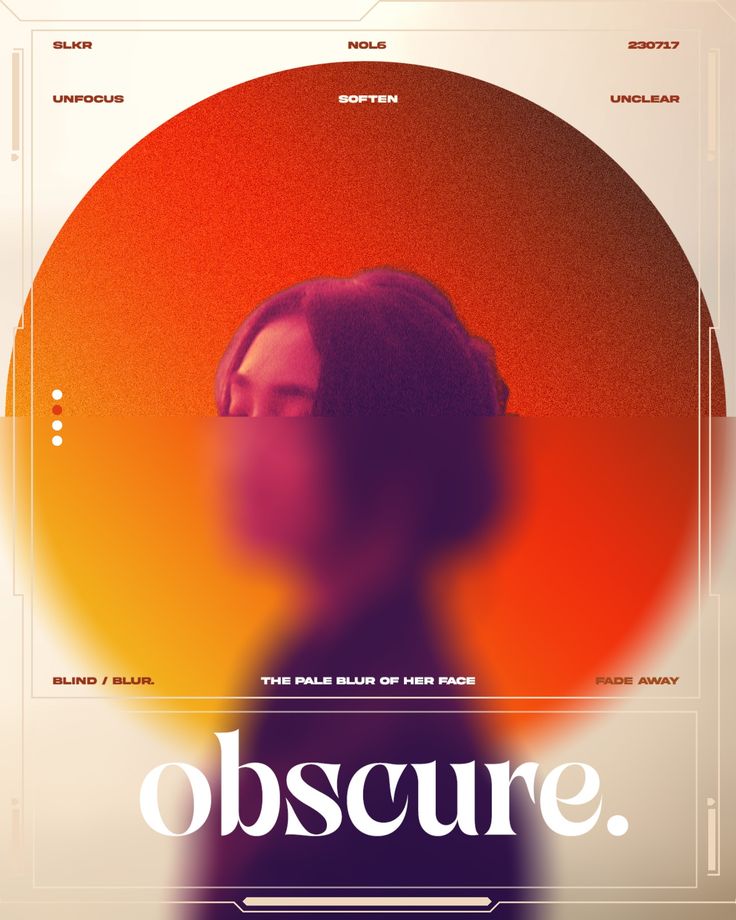 SLKR NOL6 230717
UNFOCUS SOFTEN UNCLEAR
BLIND / BLUR. THE PALE BLUR OF HER FACE FADE AWAY
obscure.